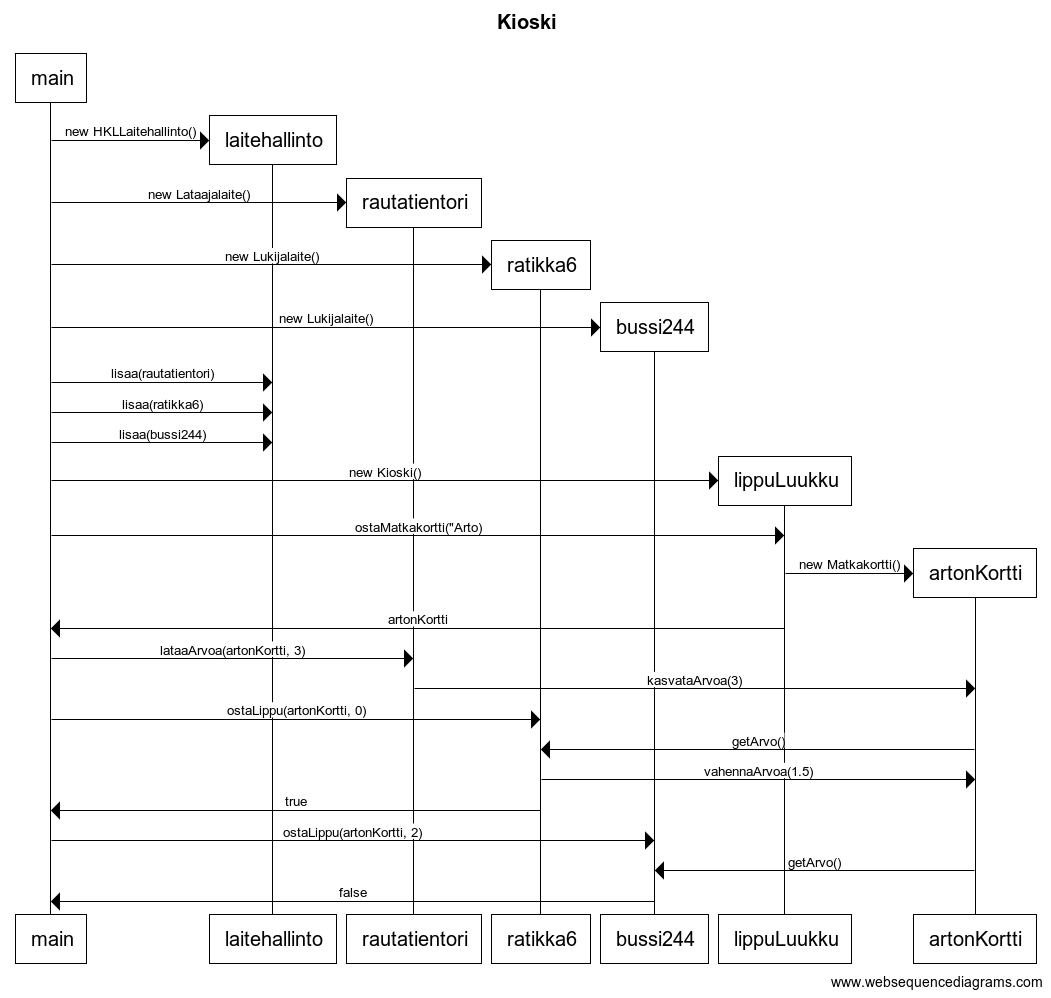 Kioski
main
new HKLLaitehallinto()
laitehallinto
new Lataajalaite()
rautatientori
new Lukijalaite()
ratikka6
new Lukijalaite()
bussi244
lisaa(rautatientori)
lisaa(ratikka6)
lisaa(bussi244)
new Kioski()
lippuLuukku
ostaMatkakortti("Arto)
new Matkakortti()
artonKortti
artonKortti
lataaArvoa(artonKortti, 3)
kasvataArvoa(3)
ostaLippu(artonKortti, 0)
getArvo()
vahennaArvoa(1.5)
true
ostaLippu(artonKortti, 2)
getArvo()
false
main
laitehallinto
rautatientori
ratikka6
bussi244
lippuLuukku
artonKortti
www.websequencediagrams.com